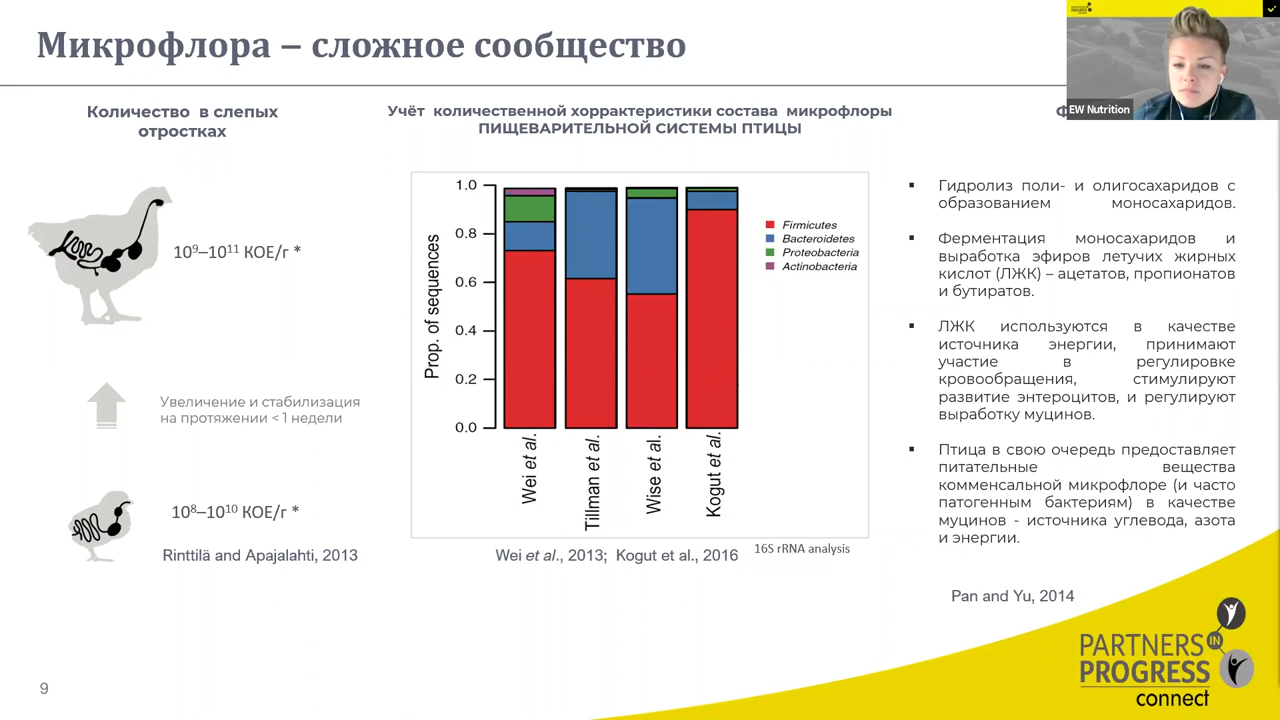 Микрофлора – сложное сообщество
EW Nutrition
Количество в слепых
отростках
10⁹–10¹¹ КОЕ/г *
Увеличение и стабилизация
на протяжении < 1 недели
10⁸–10¹⁰ КОЕ/г *
Rinttilä and Apajalahti, 2013
Учёт количественной хоррактеристики состава микрофлоры
ПИЩЕВАРИТЕЛЬНОЙ СИСТЕМЫ ПТИЦЫ
Prop. of sequences
1.0
0.8
0.6
0.4
0.2
0.0
Wei et al.
Tillman et al.
Wise et al.
Kogut et al.
Firmicutes
Bacteroidetes
Proteobacteria
Actinobacteria
Wei et al., 2013; Kogut et al., 2016
16S rRNA analysis
▪ Гидролиз поли- и олигосахаридов с
образованием моносахаридов.
▪ Ферментация моносахаридов и
выработка эфиров летучих жирных
кислот (ЛЖК) – ацетатов, пропионатов
и бутиратов.
▪ ЛЖК используются в качестве
источника энергии, принимают
участие в регулировке
кровообращения, стимулируют
развитие энтероцитов, и регулируют
выработку муцинов.
▪ Птица в свою очередь предоставляет
питательные вещества
комменсальной микрофлоре (и часто
патогенным бактериям) в качестве
муцинов - источника углевода, азота
и энергии.
Pan and Yu, 2014
PARTNERS
IN
PROGRESS
connect
9